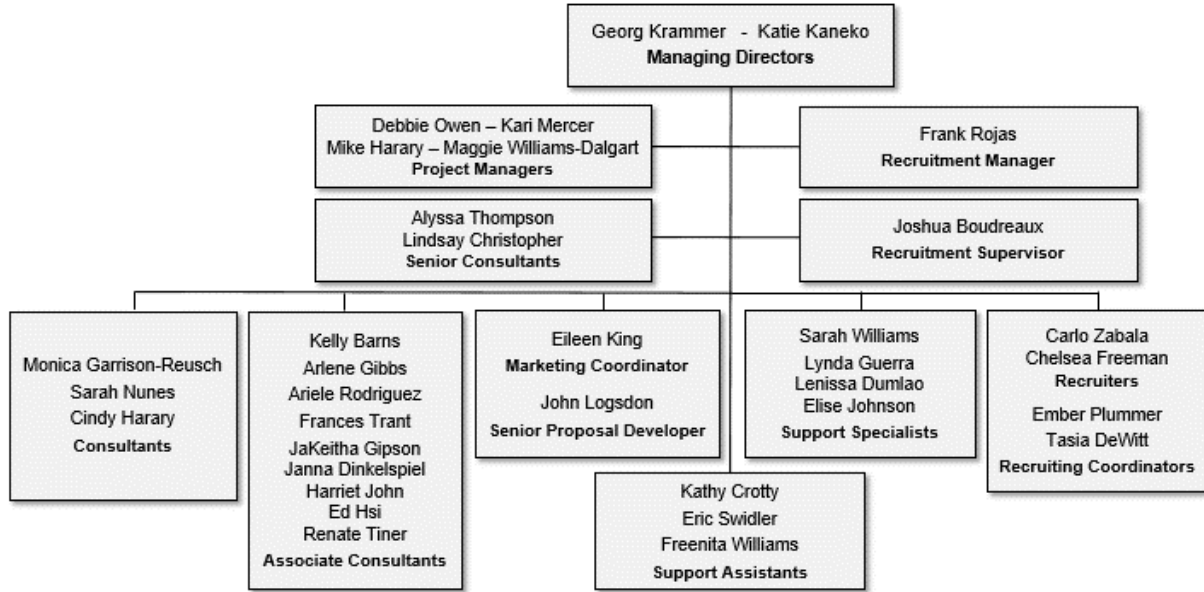 Georg Krammer - Katie Kaneko
Managing Directors
Debbie Owen – Kari Mercer
Mike Harary – Maggie Williams-Dalgart
Project Managers
Frank Rojas
Recruitment Manager
Alyssa Thompson
Lindsay Christopher
Senior Consultants
Joshua Boudreaux
Recruitment Supervisor
Monica Garrison-Reusch
Sarah Nunes
Cindy Harary
Consultants
Kelly Barns
Arlene Gibbs
Ariele Rodriguez
Frances Trant
JaKeitha Gipson
Janna Dinkelspiel
Harriet John
Ed Hsi
Renate Tiner
Associate Consultants
Eileen King
Marketing Coordinator
John Logsdon
Senior Proposal Developer
Sarah Williams
Lynda Guerra
Lenissa Dumlao
Elise Johnson
Support Specialists
Carlo Zabala
Chelsea Freeman
Recruiters
Ember Plummer
Tasia DeWitt
Recruiting Coordinators
Kathy Crotty
Eric Swidler
Freenita Williams
Support Assistants